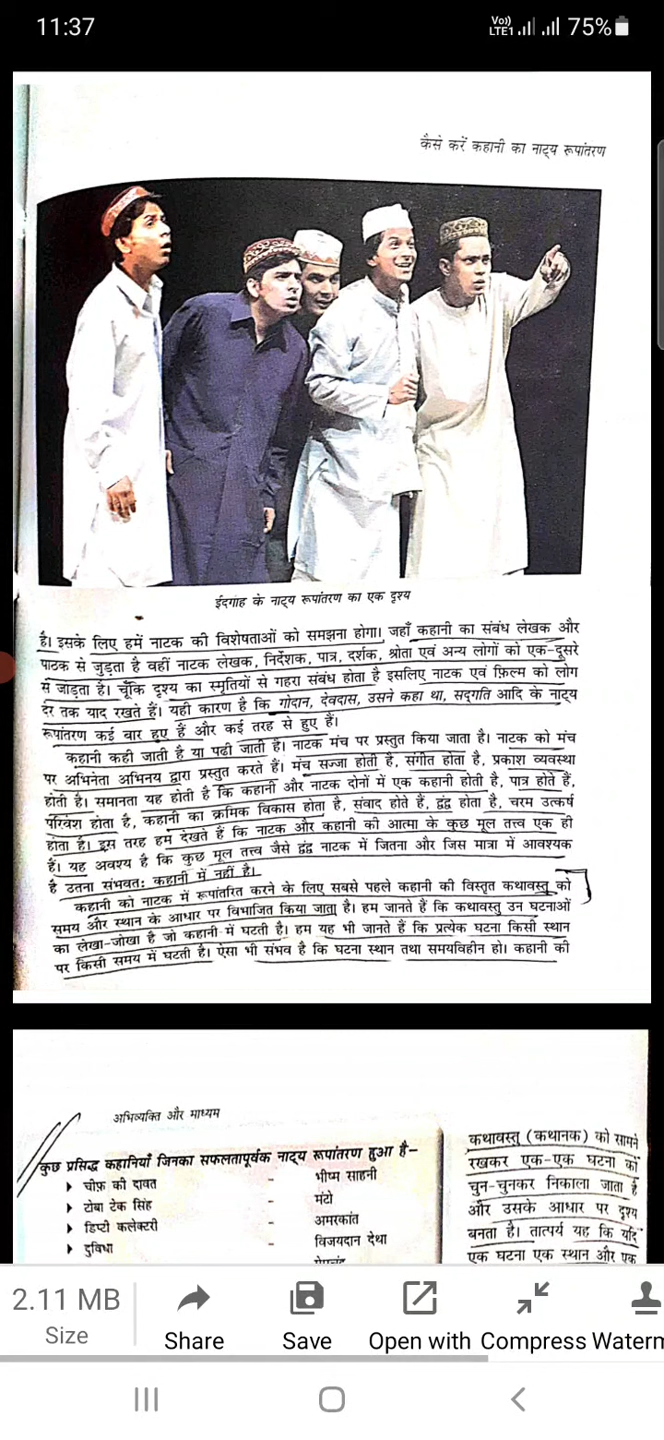 11:37
Vo)) LTE1 75%
कैसे करें कहानी का नाट्य रूपांतरण
ईदगाह के नाट्य रूपांतरण का एक दृश्य
है। इसके लिए हमें नाटक की विशेषताओं को समझना होगा। जहाँ कहानी का संबंध लेखक और
पाठक से जुड़ता है वहीं नाटक लेखक, निर्देशक, पात्र, दर्शक, श्रोता एवं अन्य लोगों को एक-दूसरे
से जोड़ता है। चूँकि दृश्य का स्मृतियों से गहरा संबंध होता है इसलिए नाटक एवं फ़िल्म को लोग
देर तक याद रखते हैं। यही कारण है कि गोदान, देवदास, उसने कहा था, सद्गति आदि के नाट्य
रूपांतरण कई बार हुए हैं और कई तरह से हुए हैं।
कहानी कही जाती है या पढ़ी जाती है। नाटक मंच पर प्रस्तुत किया जाता है। नाटक को मंच
पर अभिनेता अभिनय द्वारा प्रस्तुत करते हैं। मंच सज्जा होती है, संगीत होता है, प्रकाश व्यवस्था
होती है। समानता यह होती है कि कहानी और नाटक दोनों में एक कहानी होती है, पात्र होते हैं,
परिवेश होता है, कहानी का क्रमिक विकास होता है, संवाद होते हैं, द्वंद्व होता है, चरम उत्कर्ष
होता है। इस तरह हम देखते हैं कि नाटक और कहानी की आत्मा के कुछ मूल तत्त्व एक ही
हैं। यह अवश्य है कि कुछ मूल तत्त्व जैसे द्वंद्व नाटक में जितना और जिस मात्रा में आवश्यक
है उतना संभवत: कहानी में नहीं है।
कहानी को नाटक में रूपांतरित करने के लिए सबसे पहले कहानी की विस्तृत कथावस्तु को
समय और स्थान के आधार पर विभाजित किया जाता है। हम जानते हैं कि कथावस्तु उन घटनाओं
का लेखा-जोखा है जो कहानी में घटती है। हम यह भी जानते हैं कि प्रत्येक घटना किसी स्थान
पर किसी समय में घटती है। ऐसा भी संभव है कि घटना स्थान तथा समयविहीन हो। कहानी की
अभिव्यक्ति और माध्यम
कुछ प्रसिद्ध कहानियाँ जिनका सफलतापूर्वक नाट्य रूपांतरण हुआ है–
चीफ़ की दावत - भीष्म साहनी
टोबा टेक सिंह - मंटो
डिप्टी कलेक्टरी - अमरकांत
दुविधा - विजयदान देथा
कथावस्तु (कथानक) को सामने
रखकर एक-एक घटना को
चुन-चुनकर निकाला जाता है
और उसके आधार पर दृश्य
बनता है। तात्पर्य यह कि यदि
एक घटना एक स्थान और एक
2.11 MB
Size
Share
Save
Open with
Compress
Waterm